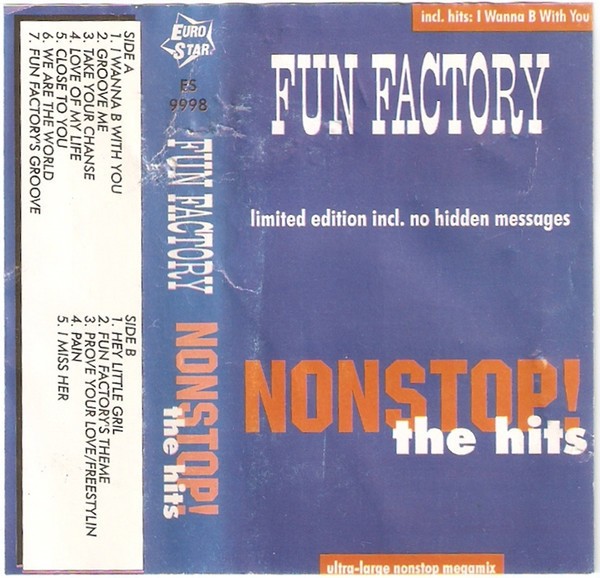 SIDE A
1. I WANNA B WITH YOU
2. GROOVE ME
3. TAKE YOUR CHANSE
4. LOVE OF MY LIFE
5. CLOSE TO YOU
6. WE ARE THE WORLD
7. FUN FACTORY'S GROOVE
SIDE B
1. HEY LITTLE GRIL
2. FUN FACTORY'S THEME
3. PROVE YOUR LOVE/FREESTYLIN
4. PAIN
5. I MISS HER
EURO
STAR
ES
9998
FUN FACTORY
NONSTOP!
the hits
incl. hits: I Wanna B With You
FUN FACTORY
limited edition incl. no hidden messages
NONSTOP!
the hits
ultra-large nonstop megamix